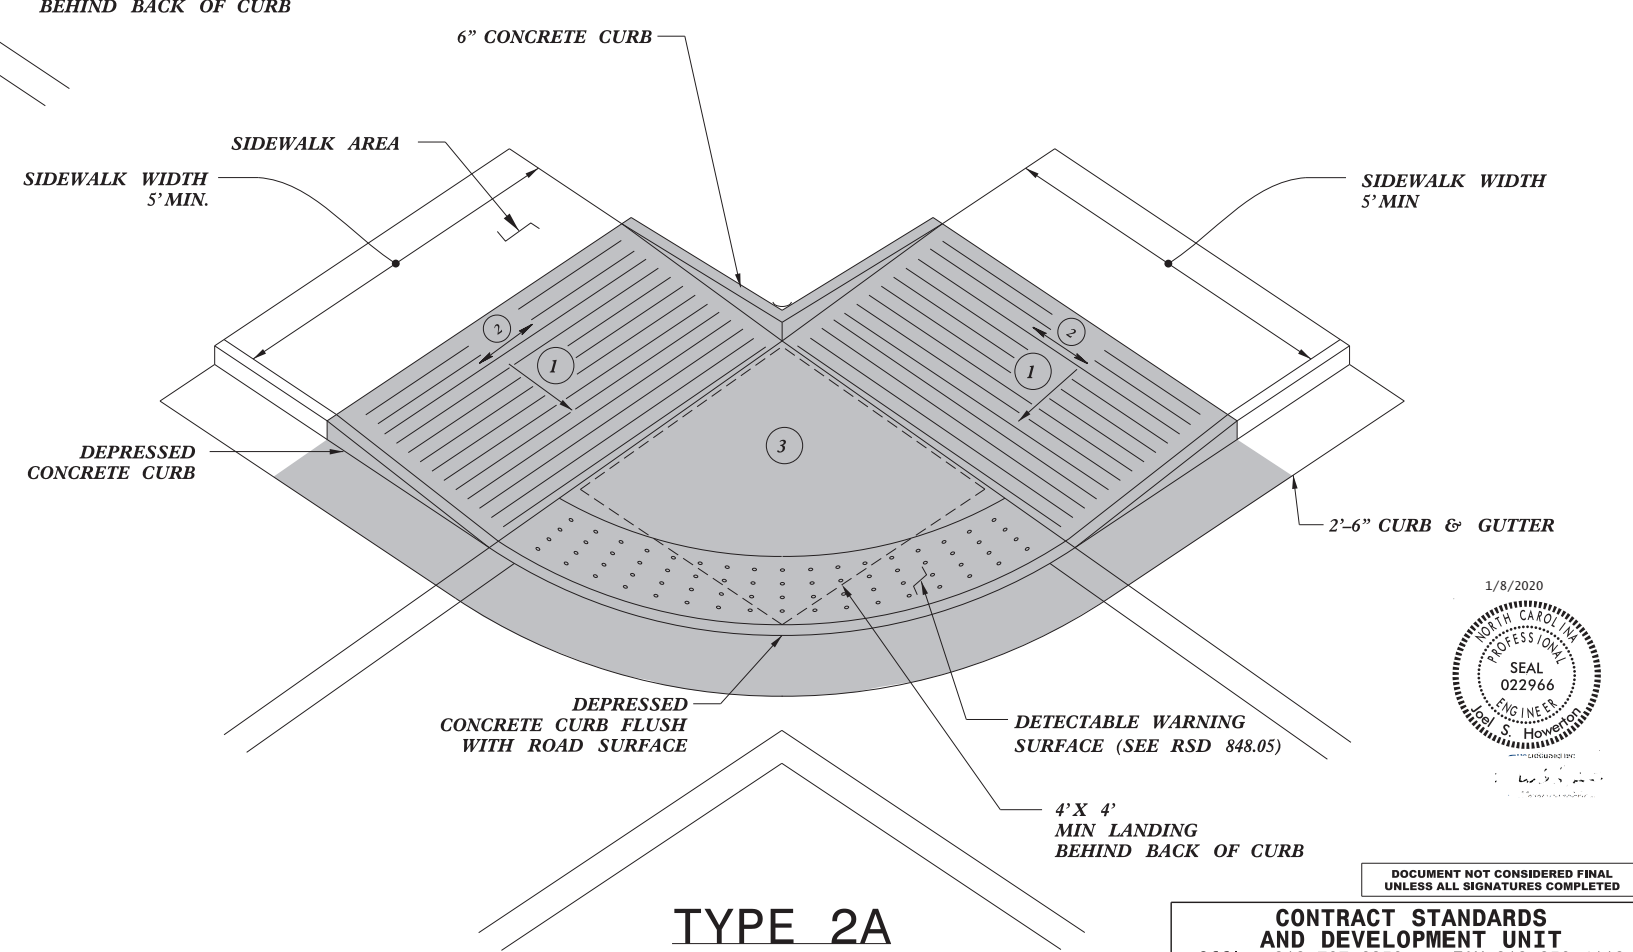 BEHIND BACK OF CURB
6” CONCRETE CURB
SIDEWALK AREA
SIDEWALK WIDTH
5’ MIN.
SIDEWALK WIDTH
5’ MIN
2
1
2
1
3
DEPRESSED
CONCRETE CURB
2’–6” CURB & GUTTER
1/8/2020
NORTH CAROLINA
PROFESSIONAL
SEAL
022966
ENGINEER
Joel S. Howerton
DEPRESSED
CONCRETE CURB FLUSH
WITH ROAD SURFACE
DETECTABLE WARNING
SURFACE (SEE RSD 848.05)
4’ X 4’
MIN LANDING
BEHIND BACK OF CURB
DOCUMENT NOT CONSIDERED FINAL
UNLESS ALL SIGNATURES COMPLETED
TYPE 2A
CONTRACT STANDARDS
AND DEVELOPMENT UNIT